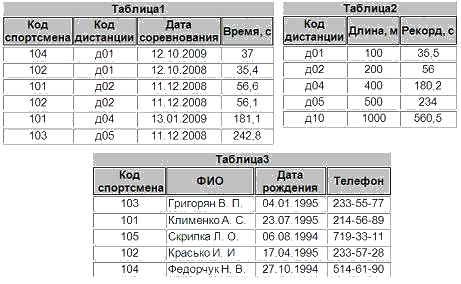 Таблица1
Код спортсмена Код дистанции Дата соревнования Время, с
104 д01 12.10.2009 37
102 д01 12.10.2009 35,4
101 д02 11.12.2008 56,6
102 д02 11.12.2008 56,1
101 д04 13.01.2009 181,1
103 д05 11.12.2008 242,8
Таблица2
Код дистанции Длина, м Рекорд, с
д01 100 35,5
д02 200 56
д04 400 180,2
д05 500 234
д10 1000 560,5
Таблица3
Код спортсмена ФИО Дата рождения Телефон
103 Григорян В. П. 04.01.1995 233-55-77
101 Клименко А. С. 23.07.1995 214-56-89
105 Скрипка Л. О. 06.08.1994 719-33-11
102 Красько И. И 17.04.1995 233-57-28
104 Федорчук Н. В. 27.10.1994 514-61-90